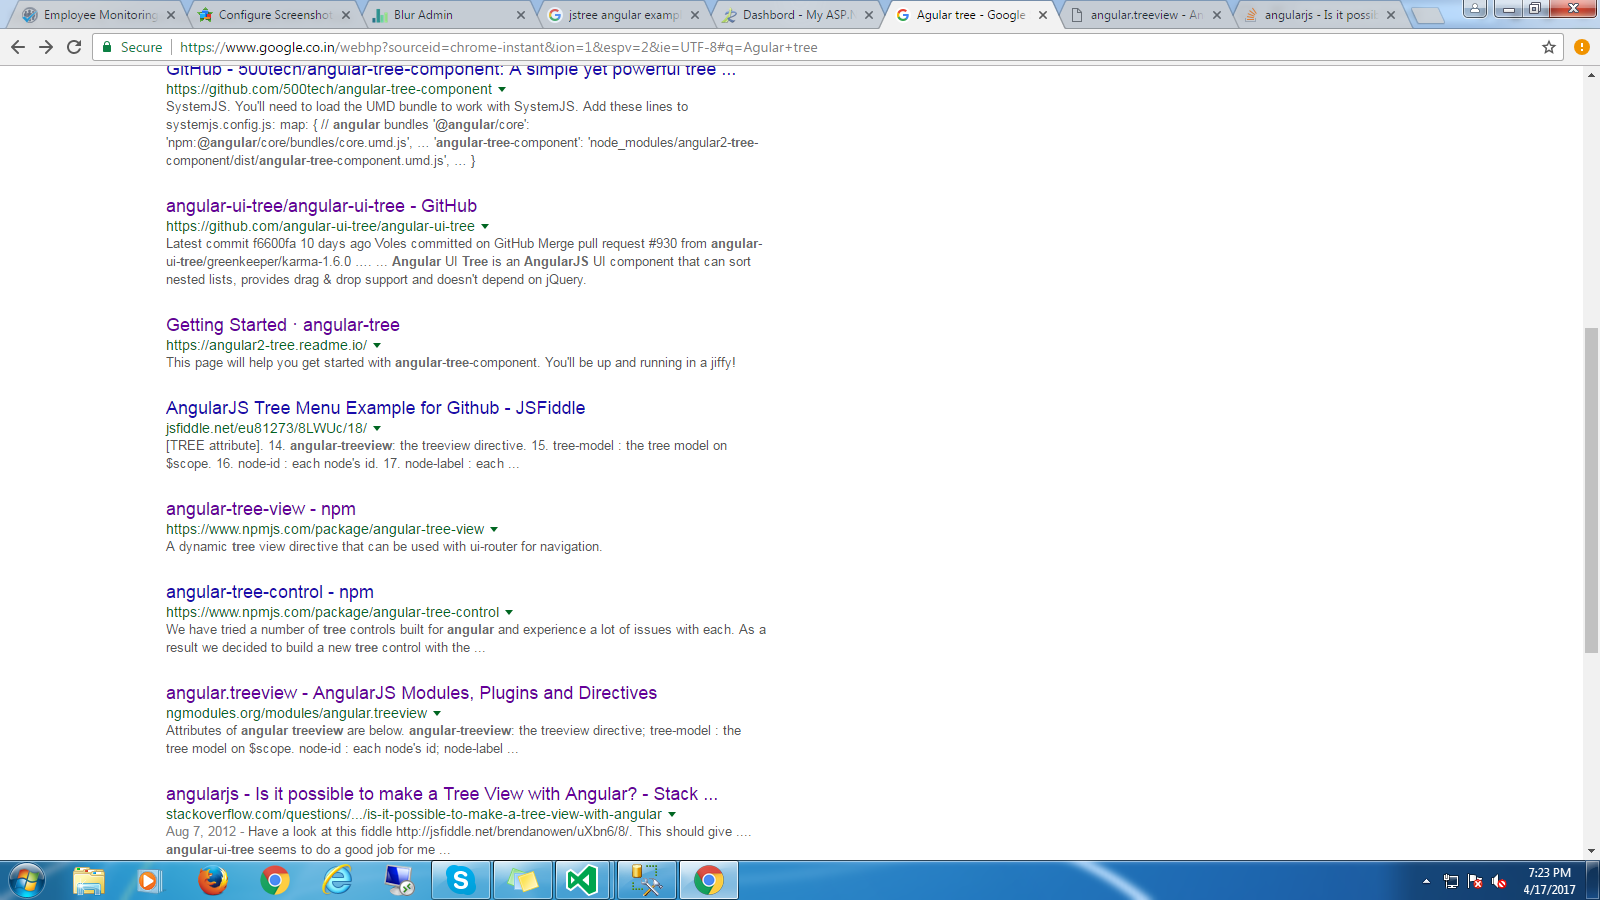 Employee Monitoring
Configure Screenshot
Blur Admin
jstree angular exampl
Dashbord - My ASP.N
Agular tree - Google
angular.treeview - An
angularjs - Is it possib
Secure
https://www.google.co.in/webhp?sourceid=chrome-instant&ion=1&espv=2&ie=UTF-8#q=Agular+tree
GitHub - 500tech/angular-tree-component: A simple yet powerful tree ...
https://github.com/500tech/angular-tree-component
SystemJS. You'll need to load the UMD bundle to work with SystemJS. Add these lines to
systemjs.config.js: map: { // angular bundles '@angular/core':
'npm:@angular/core/bundles/core.umd.js', ... 'angular-tree-component': 'node_modules/angular2-tree-
component/dist/angular-tree-component.umd.js', ... }
angular-ui-tree/angular-ui-tree - GitHub
https://github.com/angular-ui-tree/angular-ui-tree
Latest commit f6600fa 10 days ago Voles committed on GitHub Merge pull request #930 from angular-
ui-tree/greenkeeper/karma-1.6.0 .... ... Angular UI Tree is an AngularJS UI component that can sort
nested lists, provides drag & drop support and doesn't depend on jQuery.
Getting Started · angular-tree
https://angular2-tree.readme.io/
This page will help you get started with angular-tree-component. You'll be up and running in a jiffy!
AngularJS Tree Menu Example for Github - JSFiddle
jsfiddle.net/eu81273/8LWUc/18/
[TREE attribute]. 14. angular-treeview: the treeview directive. 15. tree-model : the tree model on
$scope. 16. node-id : each node's id. 17. node-label : each ...
angular-tree-view - npm
https://www.npmjs.com/package/angular-tree-view
A dynamic tree view directive that can be used with ui-router for navigation.
angular-tree-control - npm
https://www.npmjs.com/package/angular-tree-control
We have tried a number of tree controls built for angular and experience a lot of issues with each. As a
result we decided to build a new tree control with the ...
angular.treeview - AngularJS Modules, Plugins and Directives
ngmodules.org/modules/angular.treeview
Attributes of angular treeview are below. angular-treeview: the treeview directive; tree-model : the
tree model on $scope. node-id : each node's id; node-label ...
angularjs - Is it possible to make a Tree View with Angular? - Stack ...
stackoverflow.com/questions/.../is-it-possible-to-make-a-tree-view-with-angular
Aug 7, 2012 - Have a look at this fiddle http://jsfiddle.net/brendanowen/uXbn6/8/. This should give ....
angular-ui-tree seems to do a good job for me ...
7:23 PM
4/17/2017